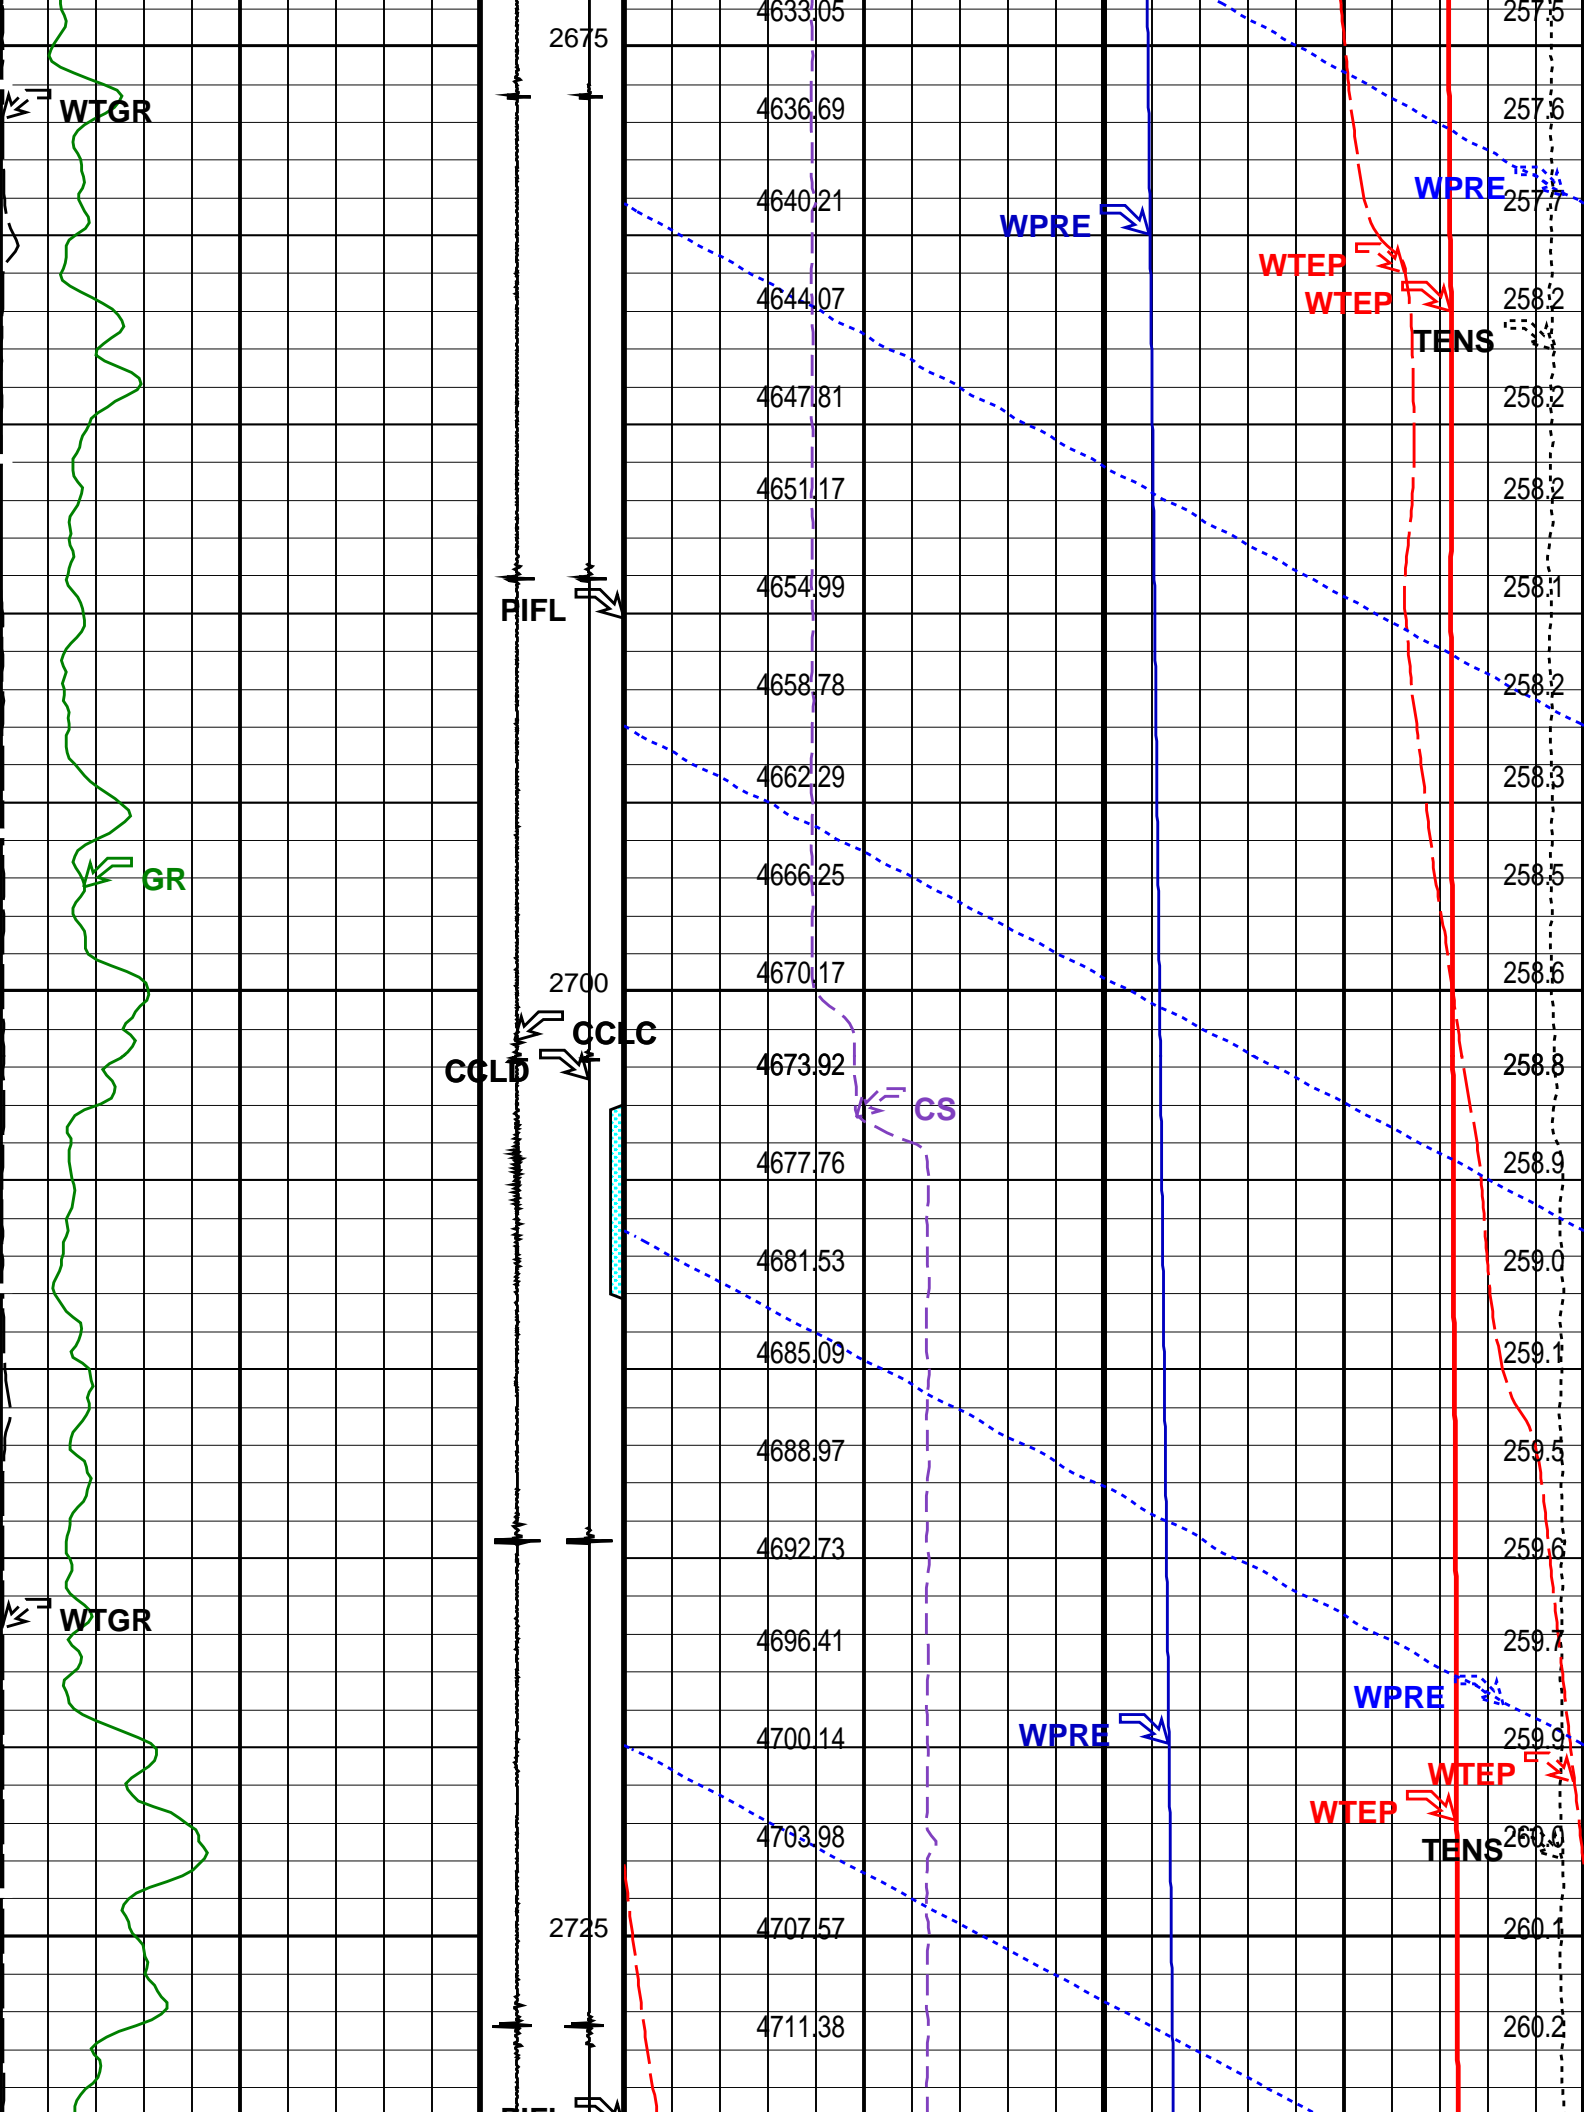 4633.05 257.5
2675
WTGR 4636.69 257.6
WPRE
4640.21 257.7
WPRE
WTEP
4644.07 WTEP 258.2
TENS
4647.81 258.2
4651.17 258.2
4654.99 258.1
PIFL
4658.78 258.2
4662.29 258.3
GR 4666.25 258.5
2700 4670.17 258.6
CCLC
CCLD 4673.92 258.8
CS
4677.76 258.9
4681.53 259.0
4685.09 259.1
4688.97 259.5
4692.73 259.6
WTGR
4696.41 259.7
WPRE
WPRE 4700.14 259.9
WTEP
WTEP
4703.98 260.0
TENS
2725 4707.57 260.1
4711.38 260.2
PIFL